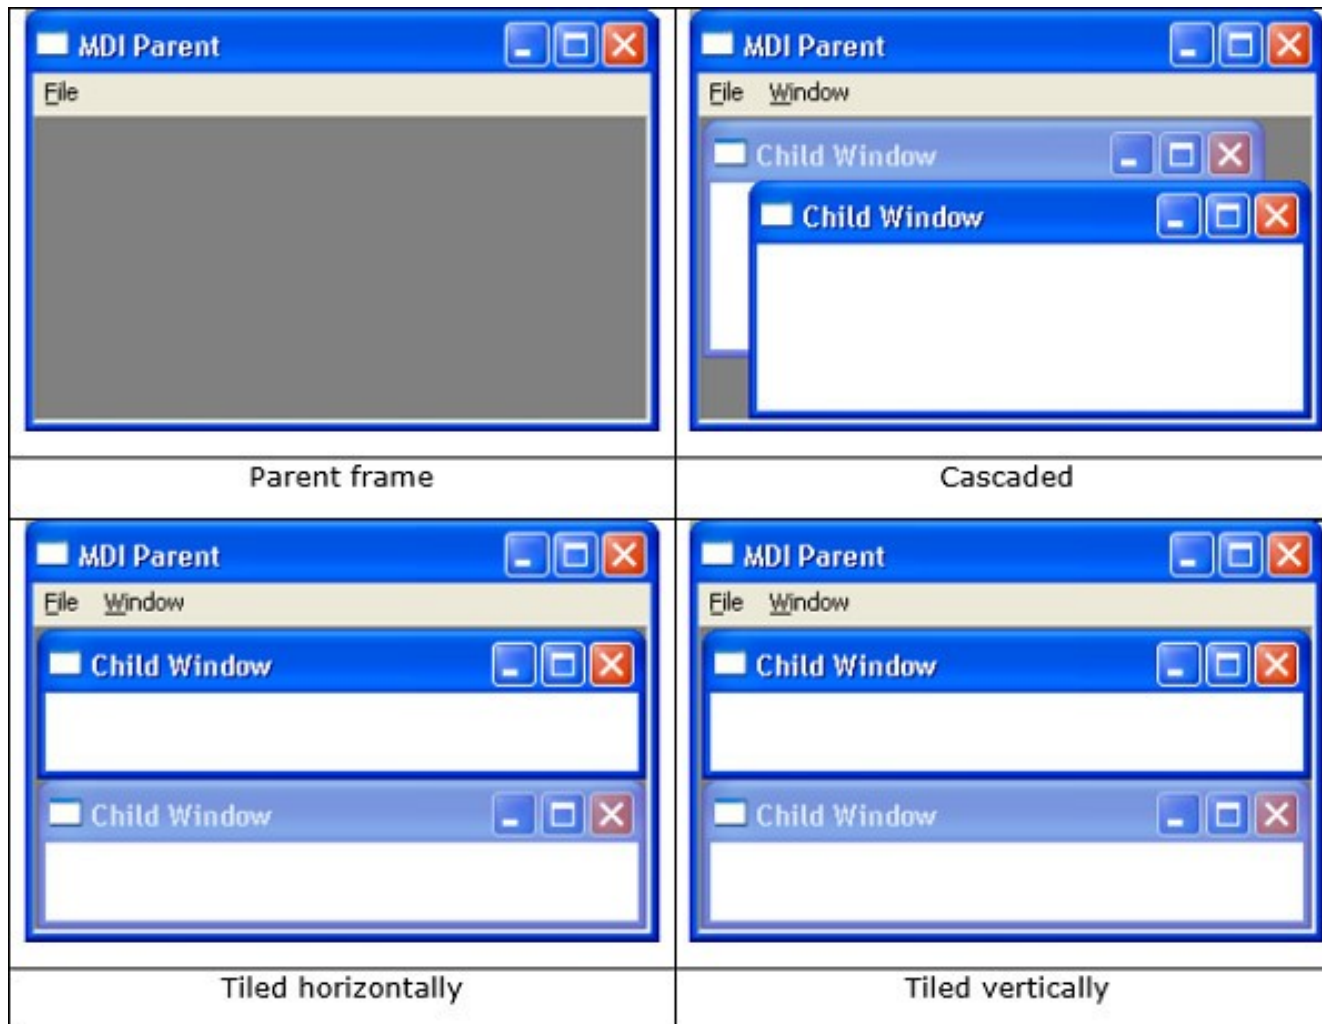 MDI Parent
File
MDI Parent
File Window
Child Window
Child Window
Parent frame
Cascaded
MDI Parent
File Window
Child Window
Child Window
MDI Parent
File Window
Child Window
Child Window
Tiled horizontally
Tiled vertically